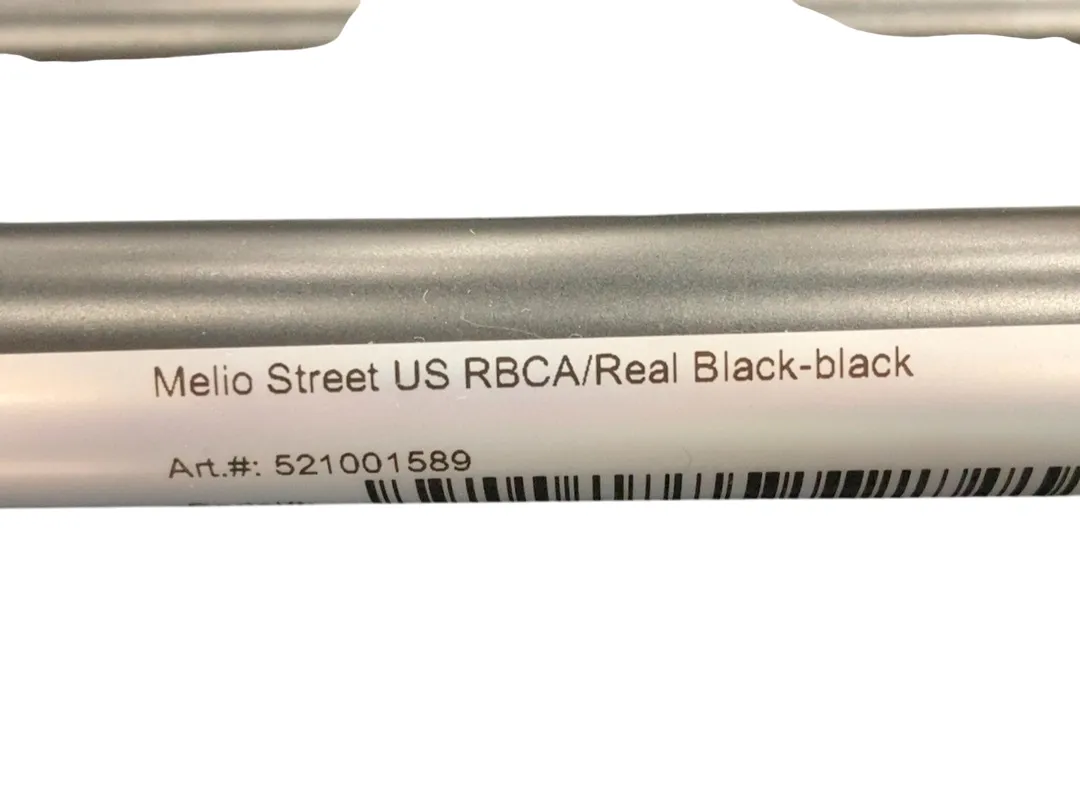 Melio Street US RBCA/Real Black-black
Art.#: 521001589